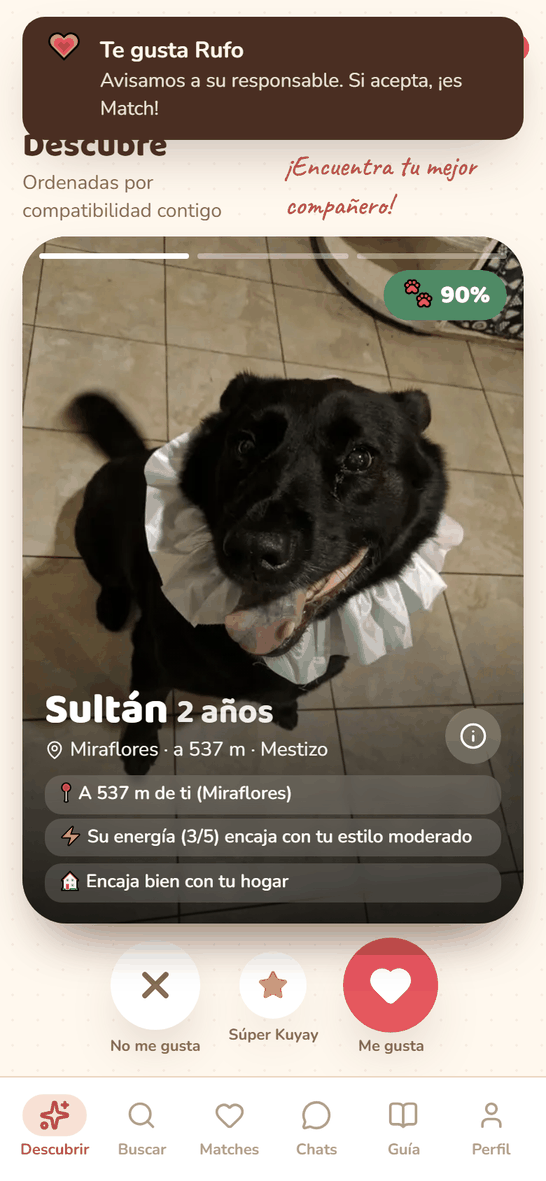 Te gusta Rufo
Avisamos a su responsable. Si acepta, ¡es
Match!
Descubre
Ordenadas por
compatibilidad contigo
¡Encuentra tu mejor
compañero!
90%
Sultán 2 años
Miraflores · a 537 m · Mestizo
A 537 m de ti (Miraflores)
Su energía (3/5) encaja con tu estilo moderado
Encaja bien con tu hogar
No me gusta
Súper Kuyay
Me gusta
Descubrir
Buscar
Matches
Chats
Guía
Perfil